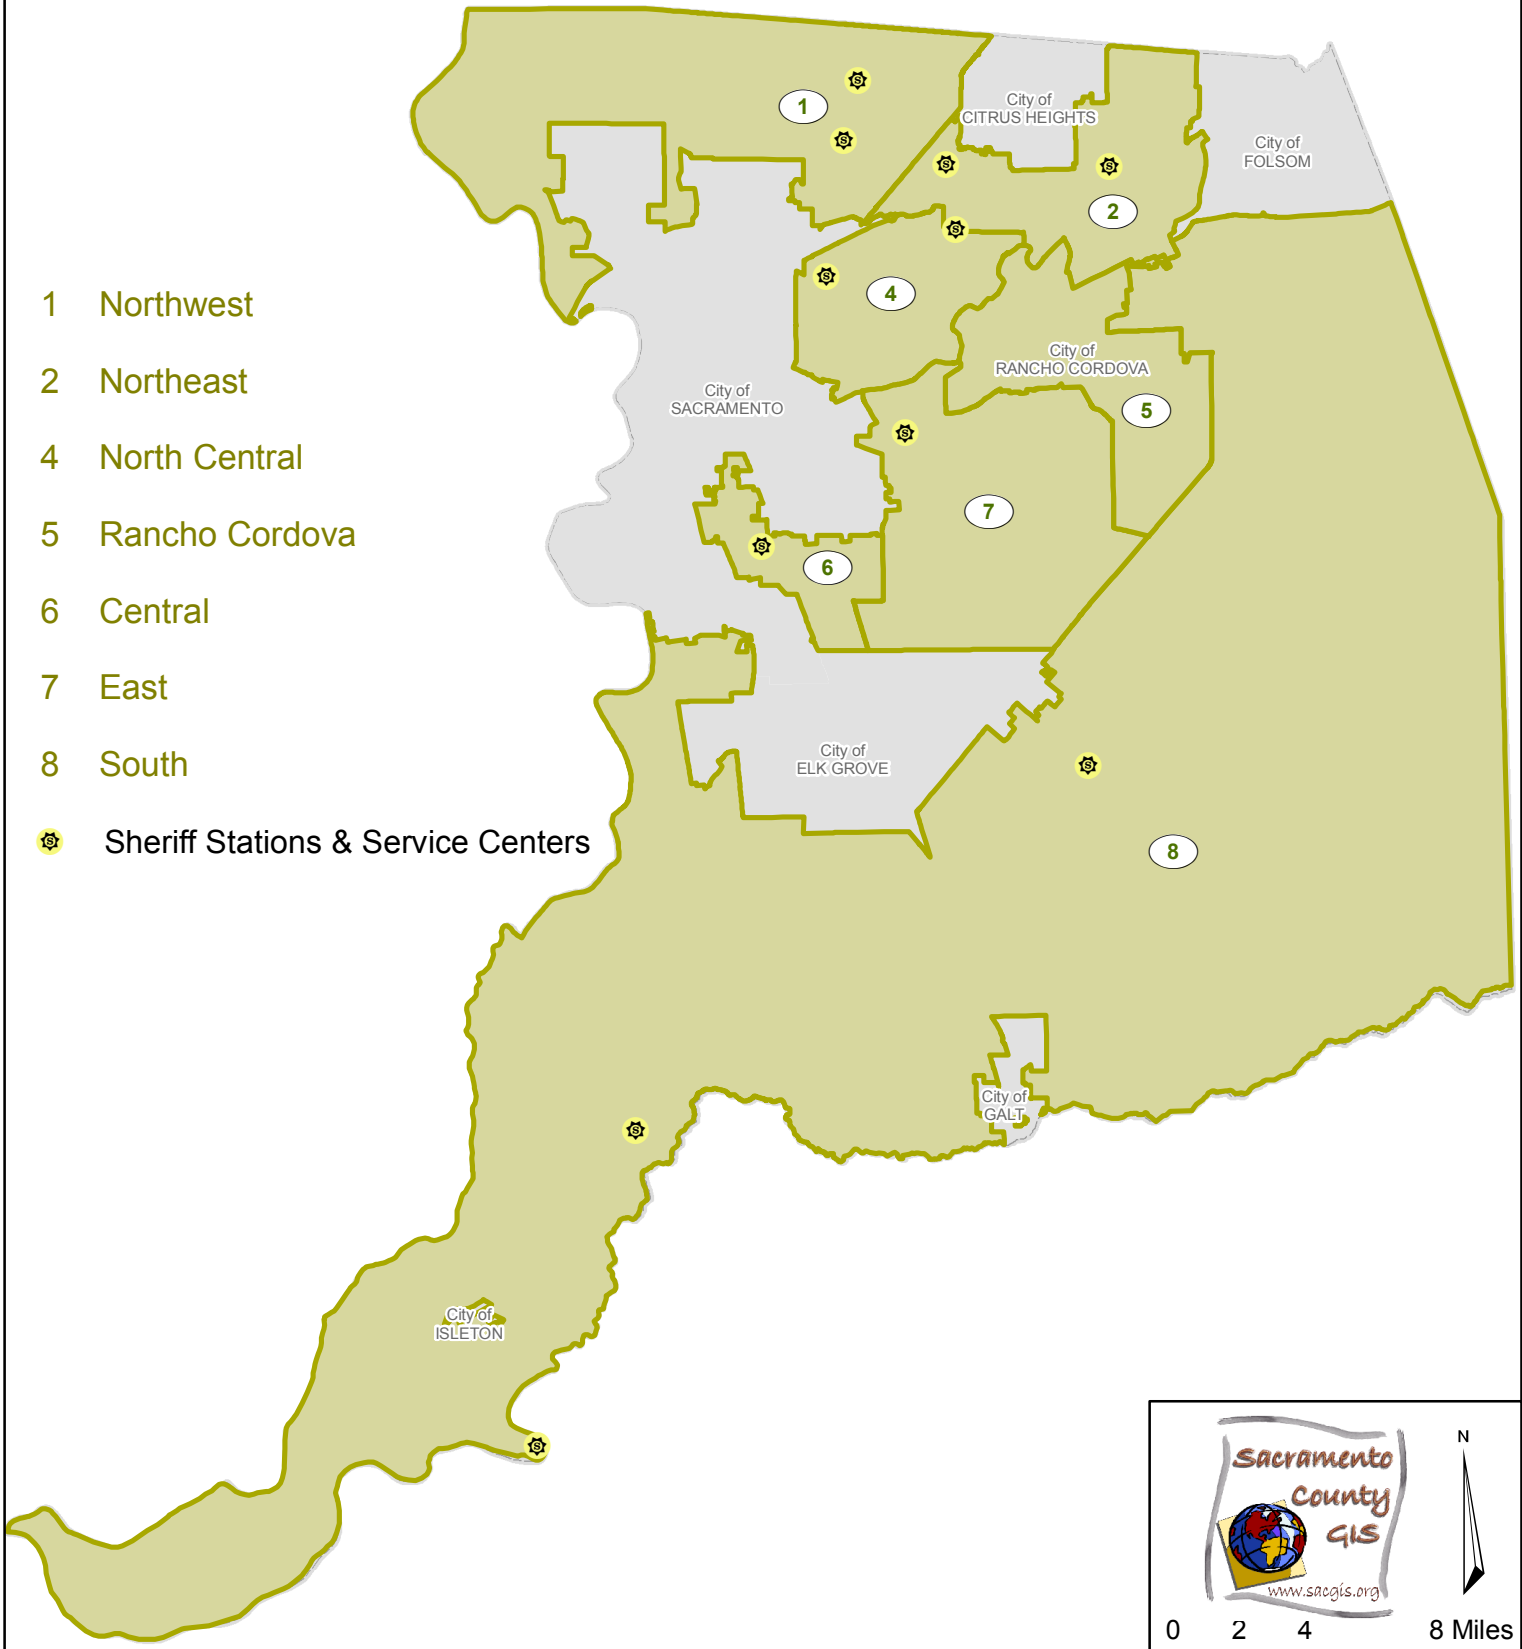 1 Northwest
2 Northeast
4 North Central
5 Rancho Cordova
6 Central
7 East
8 South
S Sheriff Stations & Service Centers
S
1
S
City of
CITRUS HEIGHTS
City of
FOLSOM
S
S
2
S
S
4
City of
RANCHO CORDOVA
City of
SACRAMENTO
5
S
7
S
6
City of
ELK GROVE
S
8
City of
GALT
S
City of
ISLETON
S
Sacramento
County
GIS
www.sacgis.org
N
0 2 4 8 Miles